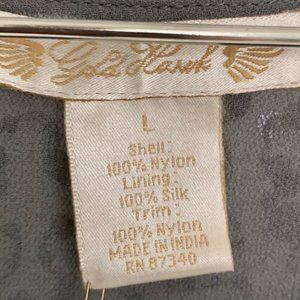 Gold Hawk
L
Shell:
100% Nylon
Lining:
100% Silk
Trim:
100% Nylon
MADE IN INDIA
RN 87340